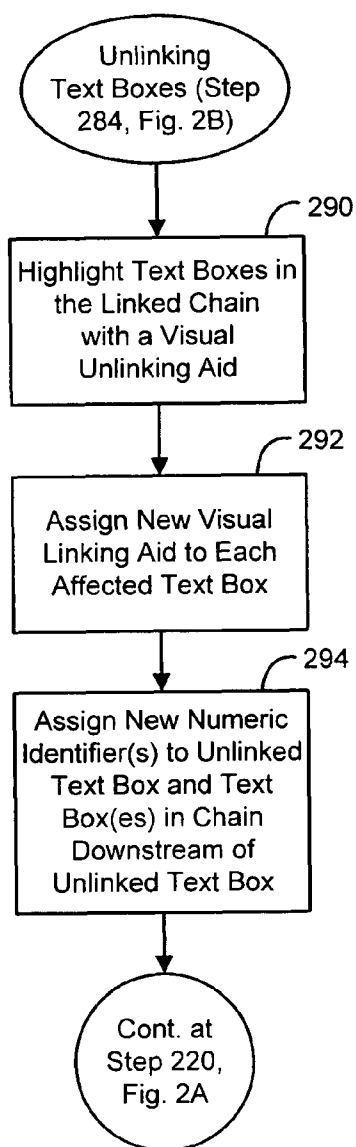 Unlinking
Text Boxes (Step
284, Fig. 2B)
290
Highlight Text Boxes in
the Linked Chain
with a Visual
Unlinking Aid
292
Assign New Visual
Linking Aid to Each
Affected Text Box
294
Assign New Numeric
Identifier(s) to Unlinked
Text Box and Text
Box(es) in Chain
Downstream of
Unlinked Text Box
Cont. at
Step 220,
Fig. 2A